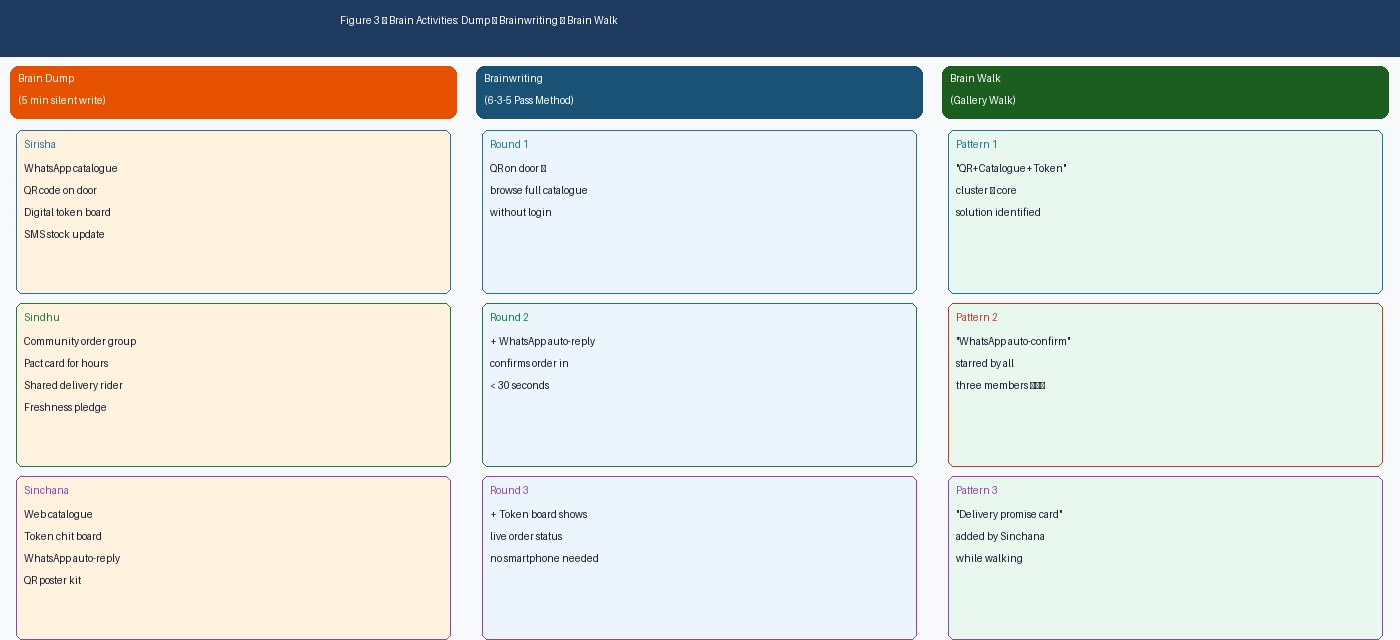 Figure 3 Brain Activities: Dump Brainwriting Brain Walk
Brain Dump
(5 min silent write)
Sirisha
WhatsApp catalogue
QR code on door
Digital token board
SMS stock update
Sindhu
Community order group
Pact card for hours
Shared delivery rider
Freshness pledge
Sinchana
Web catalogue
Token chit board
WhatsApp auto-reply
QR poster kit
Brainwriting
(6-3-5 Pass Method)
Round 1
QR on door
browse full catalogue
without login
Round 2
+ WhatsApp auto-reply
confirms order in
< 30 seconds
Round 3
+ Token board shows
live order status
no smartphone needed
Brain Walk
(Gallery Walk)
Pattern 1
"QR+Catalogue+Token"
cluster core
solution identified
Pattern 2
"WhatsApp auto-confirm"
starred by all
three members
Pattern 3
"Delivery promise card"
added by Sinchana
while walking